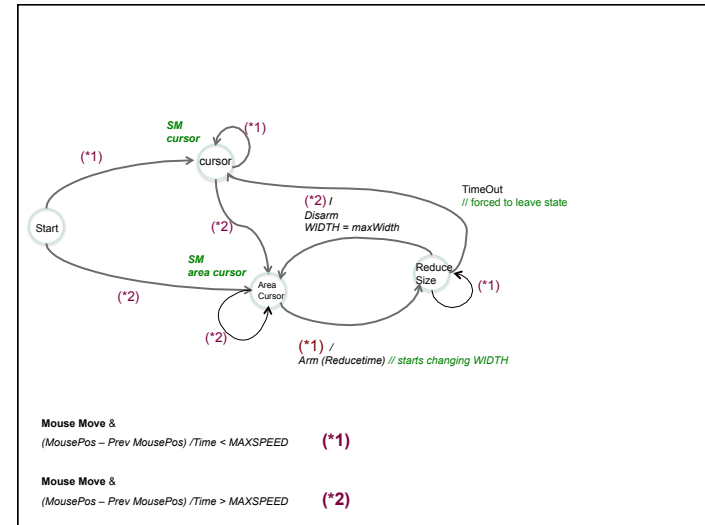 SM
cursor
(*1)
(*1)
cursor
TimeOut
// forced to leave state
(*2) /
Disarm
WIDTH = maxWidth
Start
(*2)
SM
area cursor
Reduce
Size
Area
Cursor
(*1)
(*2)
(*2)
(*1) /
Arm (Reducetime) // starts changing WIDTH
Mouse Move &
(MousePos – Prev MousePos) /Time < MAXSPEED (*1)
Mouse Move &
(MousePos – Prev MousePos) /Time > MAXSPEED (*2)